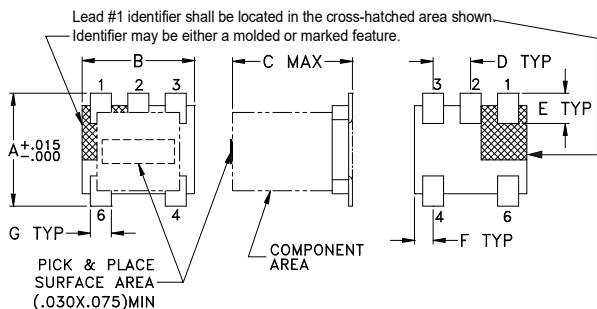 Lead #1 identifier shall be located in the cross-hatched area shown.
Identifier may be either a molded or marked feature.
B
C MAX
D TYP
1 2 3
3 2 1
E TYP
A +.015
-.000
6 4
4 6
G TYP
F TYP
COMPONENT
AREA
PICK & PLACE
SURFACE AREA
(.030X.075)MIN